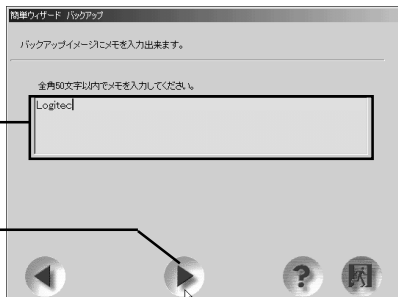 簡単ウィザード バックアップ
バックアップイメージにメモを入力出来ます。
全角50文字以内でメモを入力してください。
Logitec
?